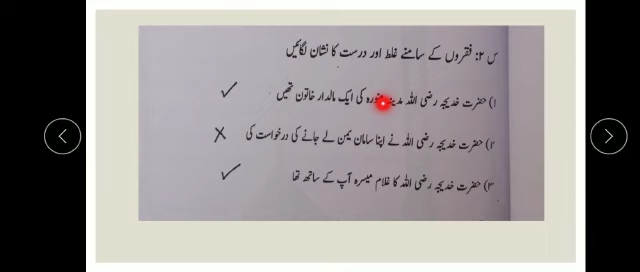 س ۲: فقروں کے سامنے غلط اور درست کا نشان لگائیں
۱) حضرت خدیجہ رضی اللہ مدینہ منورہ کی ایک مالدار خاتون تھیں ✓
۲) حضرت خدیجہ رضی اللہ نے اپنا سامان یمن لے جانے کی درخواست کی ✗
۳) حضرت خدیجہ رضی اللہ کا غلام میسرہ آپ کے ساتھ تھا ✓